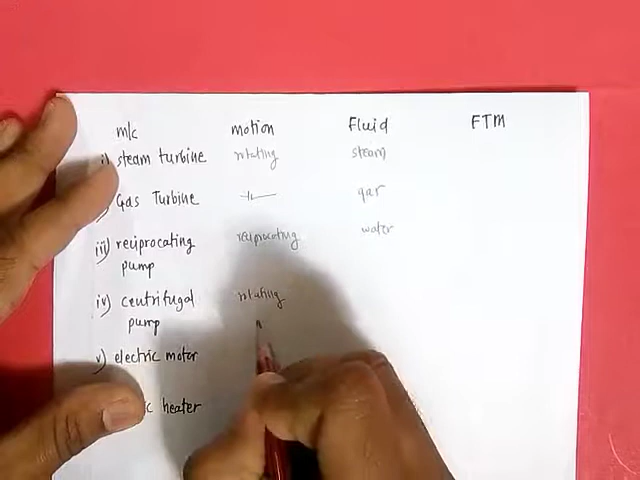 m/c motion Fluid FTM
i) steam turbine rotating steam
Gas Turbine gas
iii) reciprocating reciprocating water
pump
iv) centrifugal rotating
pump
v) electric motor
ic heater